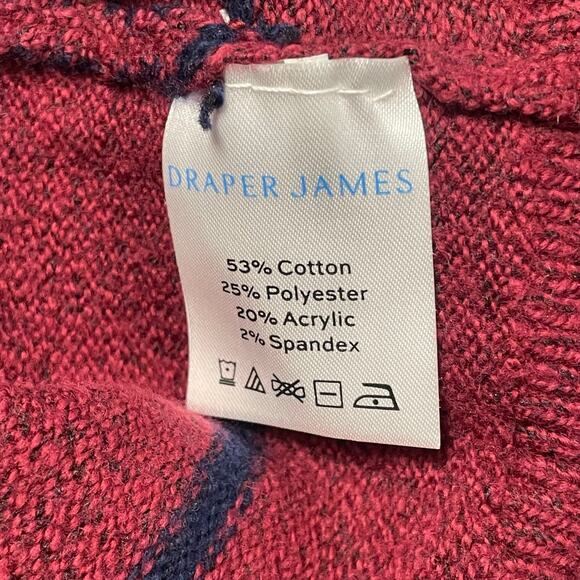 DRAPER JAMES
53% Cotton
25% Polyester
20% Acrylic
2% Spandex